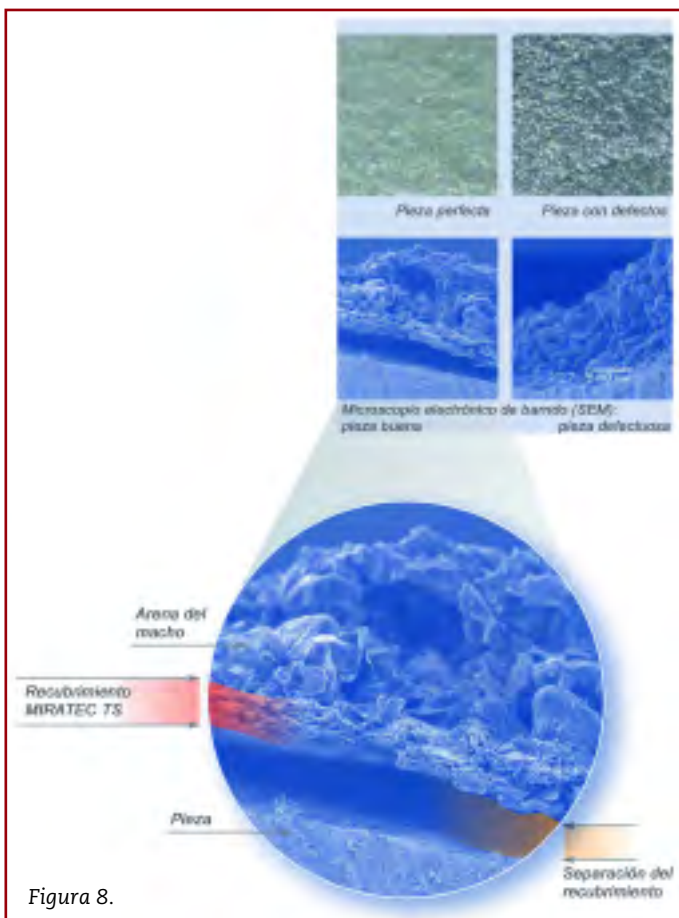 Pieza perfecta
Pieza con defectos
Microscopio electrónico de barrido (SEM):
pieza buena
pieza defectuosa
Arena del
macho
Recubrimiento
MIRATEC TS
Pieza
Separación del
recubrimiento
Figura 8.